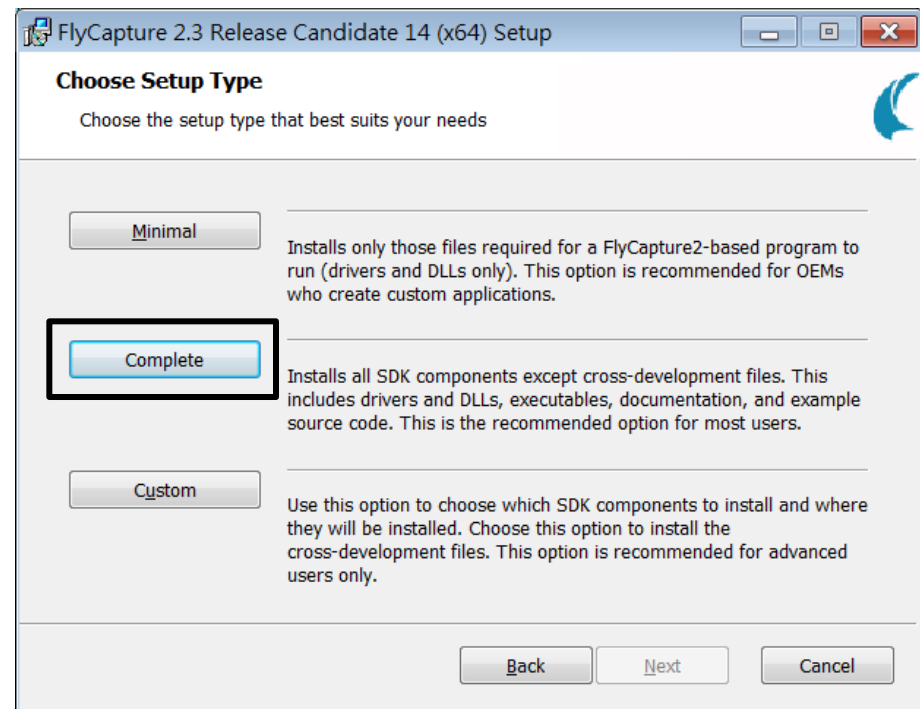 FlyCapture 2.3 Release Candidate 14 (x64) Setup
Choose Setup Type
Choose the setup type that best suits your needs
Minimal
Installs only those files required for a FlyCapture2-based program to
run (drivers and DLLs only). This option is recommended for OEMs
who create custom applications.
Complete
Installs all SDK components except cross-development files. This
includes drivers and DLLs, executables, documentation, and example
source code. This is the recommended option for most users.
Custom
Use this option to choose which SDK components to install and where
they will be installed. Choose this option to install the
cross-development files. This option is recommended for advanced
users only.
Back Next Cancel